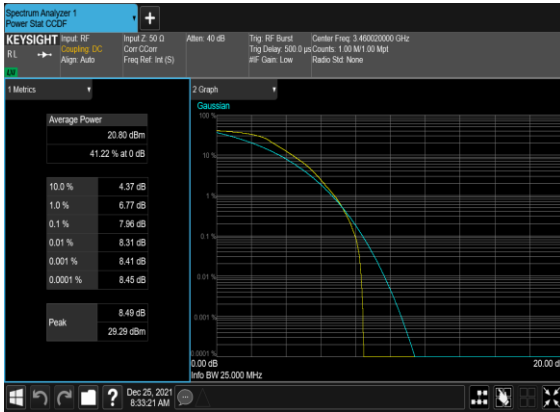 Spectrum Analyzer 1
Power Stat CCDF
KEYSIGHT
RL
Input: RF
Coupling: DC
Align: Auto
Input Z: 50 Ω
Corr CCorr
Freq Ref: Int (S)
Atten: 40 dB
Trig: RF Burst
Trig Delay: 500.0 µs
#IF Gain: Low
Center Freq: 3.460020000 GHz
Counts: 1.00 M/1.00 Mpt
Radio Std: None
1 Metrics
Average Power
20.80 dBm
41.22 % at 0 dB
10.0 % 4.37 dB
1.0 % 6.77 dB
0.1 % 7.96 dB
0.01 % 8.31 dB
0.001 % 8.41 dB
0.0001 % 8.45 dB
Peak
8.49 dB
29.29 dBm
2 Graph
Gaussian
100 %
10 %
1 %
0.1 %
0.01 %
0.001 %
0.0001 %
0.00 dB
20.00 d
Info BW 25.000 MHz
?
Dec 25, 2021
8:33:21 AM